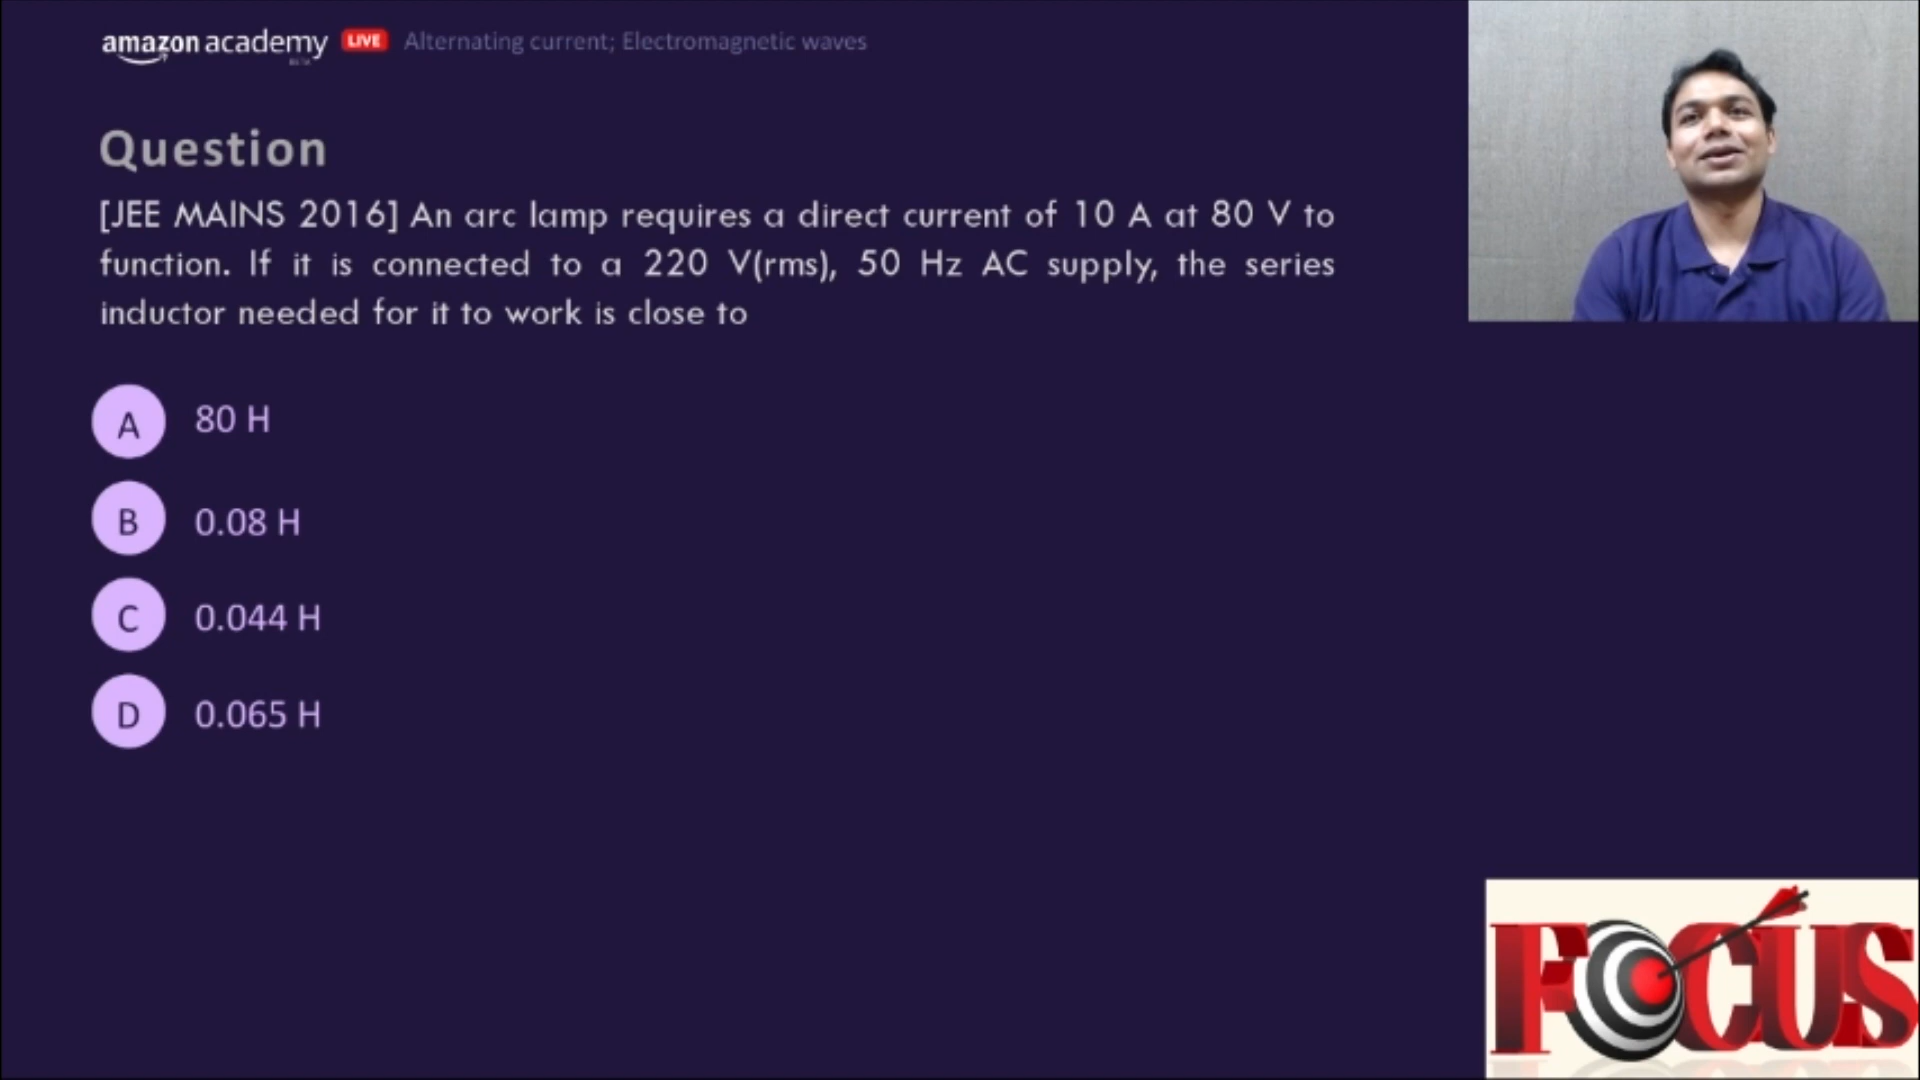 amazon academy LIVE Alternating current; Electromagnetic waves
BETA
Question
[JEE MAINS 2016] An arc lamp requires a direct current of 10 A at 80 V to
function. If it is connected to a 220 V(rms), 50 Hz AC supply, the series
inductor needed for it to work is close to
A 80 H
B 0.08 H
C 0.044 H
D 0.065 H
FOCUS